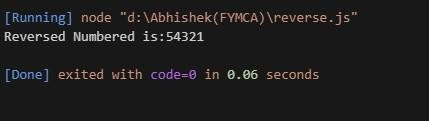 [Running] node "d:\Abhishek(FYMCA)\reverse.js"
Reversed Numbered is:54321
[Done] exited with code=0 in 0.06 seconds